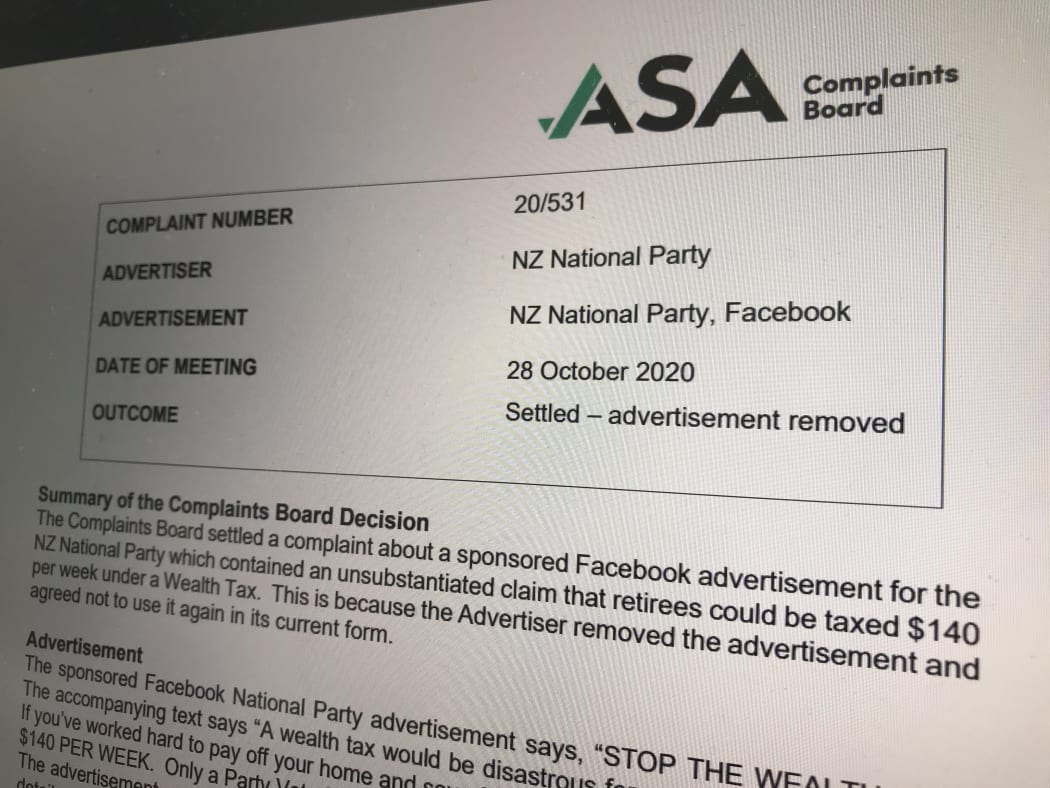 ASA Complaints
Board
COMPLAINT NUMBER 20/531
ADVERTISER NZ National Party
ADVERTISEMENT NZ National Party, Facebook
DATE OF MEETING 28 October 2020
OUTCOME Settled – advertisement removed
Summary of the Complaints Board Decision
The Complaints Board settled a complaint about a sponsored Facebook advertisement for the
NZ National Party which contained an unsubstantiated claim that retirees could be taxed $140
per week under a Wealth Tax. This is because the Advertiser removed the advertisement and
agreed not to use it again in its current form.
Advertisement
The sponsored Facebook National Party advertisement says, “STOP THE
The accompanying text says “A wealth tax would be disastrous
If you’ve worked hard to pay off your home and
$140 PER WEEK. Only a Party
The